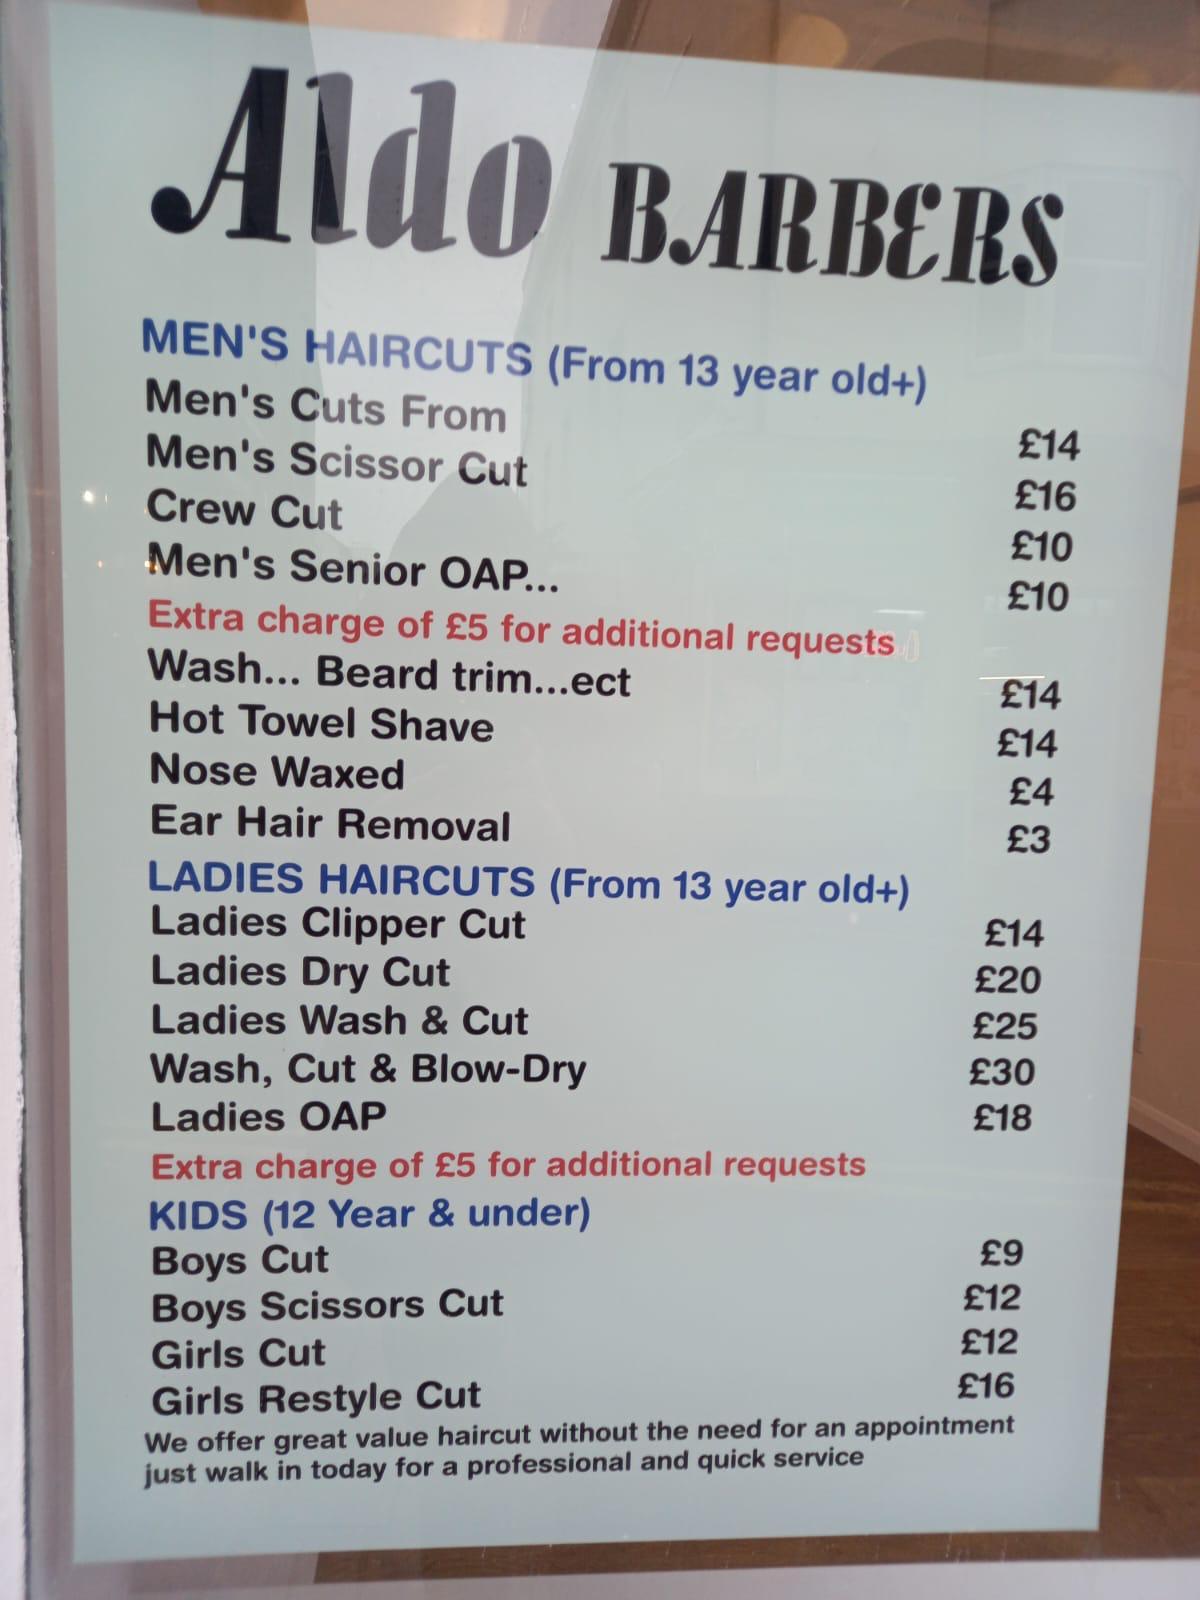 Aldo BARBERS
MEN'S HAIRCUTS (From 13 year old+)
Men's Cuts From £14
Men's Scissor Cut £16
Crew Cut £10
Men's Senior OAP... £10
Extra charge of £5 for additional requests
Wash... Beard trim...ect £14
Hot Towel Shave £14
Nose Waxed £4
Ear Hair Removal £3
LADIES HAIRCUTS (From 13 year old+)
Ladies Clipper Cut £14
Ladies Dry Cut £20
Ladies Wash & Cut £25
Wash, Cut & Blow-Dry £30
Ladies OAP £18
Extra charge of £5 for additional requests
KIDS (12 Year & under)
Boys Cut £9
Boys Scissors Cut £12
Girls Cut £12
Girls Restyle Cut £16
We offer great value haircut without the need for an appointment
just walk in today for a professional and quick service